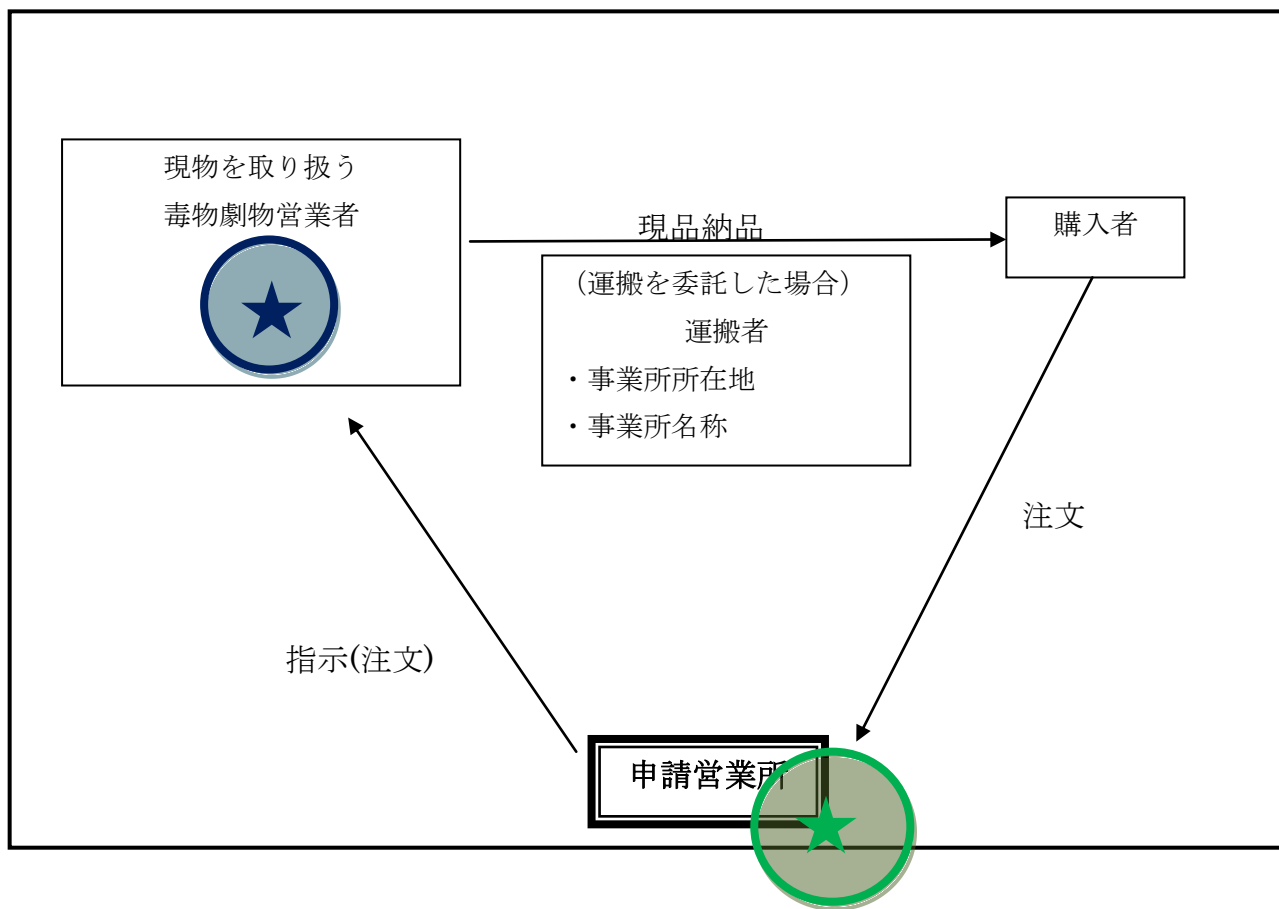 現物を取り扱う
毒物劇物営業者
現品納品
購入者
（運搬を委託した場合）
運搬者
・事業所所在地
・事業所名称
注文
指示(注文)
申請営業所